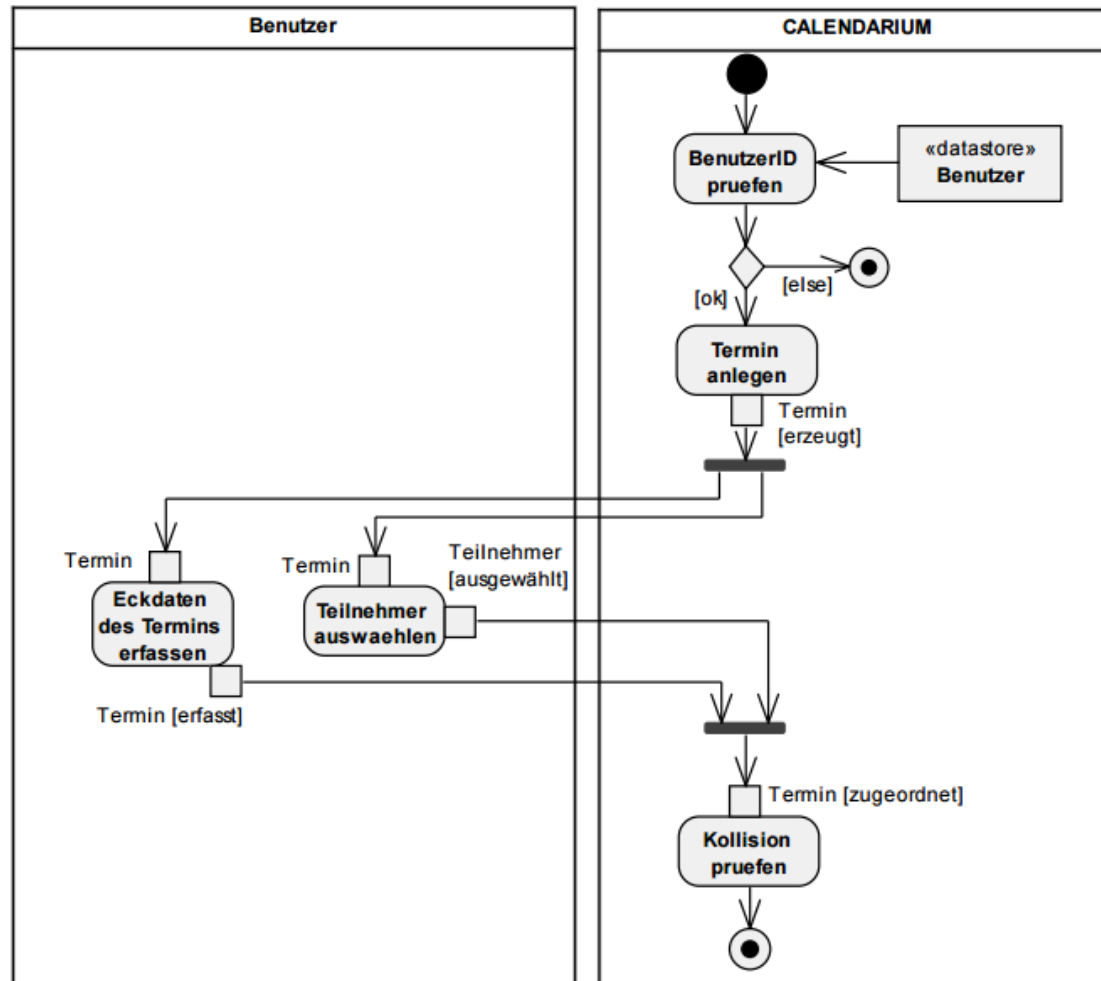 Benutzer
CALENDARIUM
BenutzerID
pruefen
«datastore»
Benutzer
[ok]
[else]
Termin
anlegen
Termin
[erzeugt]
Termin
Termin
Teilnehmer
[ausgewählt]
Eckdaten
des Termins
erfassen
Teilnehmer
auswaehlen
Termin [erfasst]
Termin [zugeordnet]
Kollision
pruefen